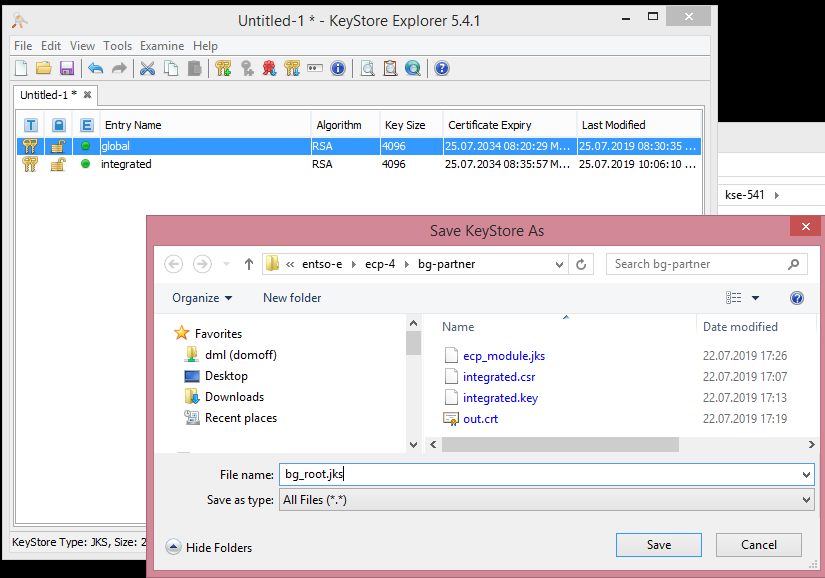 Untitled-1 * - KeyStore Explorer 5.4.1
File Edit View Tools Examine Help
Untitled-1 *
T E Entry Name Algorithm Key Size Certificate Expiry Last Modified
global RSA 4096 25.07.2034 08:20:29 M... 25.07.2019 08:30:35 ...
integrated RSA 4096 25.07.2034 08:35:57 M... 25.07.2019 10:06:10 ...
kse-541
Save KeyStore As
« entso-e ecp-4 bg-partner Search bg-partner
Organize New folder
Name Date modified
Favorites
dml (domoff)
Desktop
Downloads
Recent places
ecp_module.jks 22.07.2019 17:26
integrated.csr 22.07.2019 17:07
integrated.key 22.07.2019 17:13
out.crt 22.07.2019 17:19
File name: bg_root.jks
Save as type: All Files (*.*)
KeyStore Type: JKS, Size: 2
Hide Folders Save Cancel